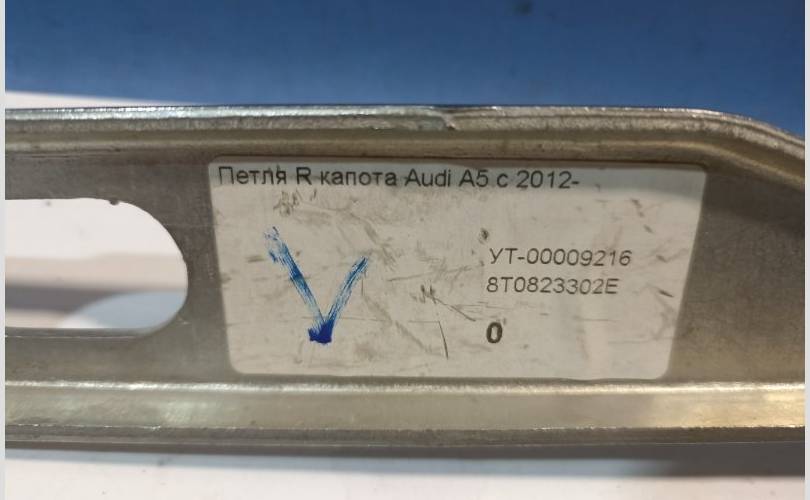 Петля R капота Audi A5 с 2012-
УТ-00009216
8T0823302E
0